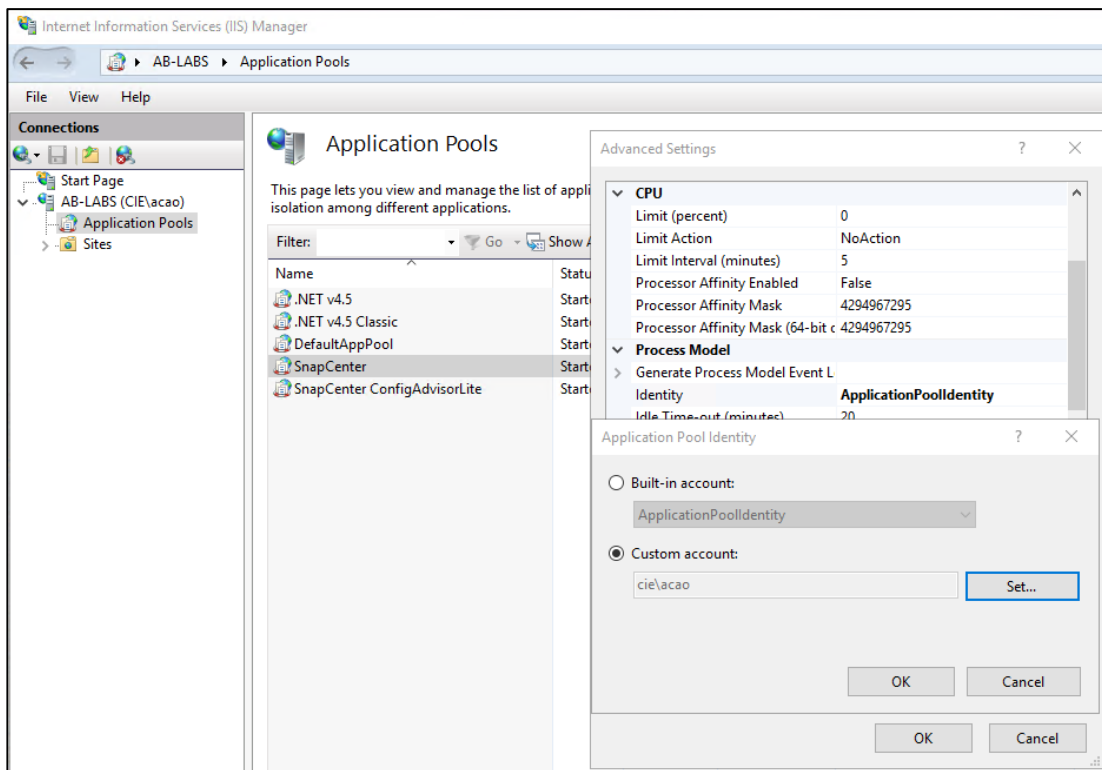 Internet Information Services (IIS) Manager
AB-LABS
Application Pools
File View Help
Connections
Start Page
AB-LABS (CIE\acao)
Application Pools
Sites
Application Pools
This page lets you view and manage the list of appli
isolation among different applications.
Filter: Go Show A
Name Statu
.NET v4.5 Start
.NET v4.5 Classic Start
DefaultAppPool Start
SnapCenter Start
SnapCenter ConfigAdvisorLite Start
Advanced Settings
CPU
Limit (percent) 0
Limit Action NoAction
Limit Interval (minutes) 5
Processor Affinity Enabled False
Processor Affinity Mask 4294967295
Processor Affinity Mask (64-bit o 4294967295
Process Model
Generate Process Model Event L
Identity ApplicationPoolIdentity
Idle Time-out (minutes) 20
Application Pool Identity
Built-in account:
ApplicationPoolIdentity
Custom account:
cie\acao Set...
OK Cancel
OK Cancel